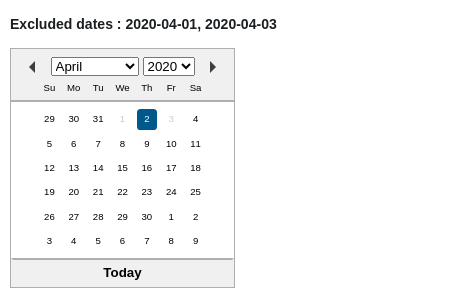 Excluded dates : 2020-04-01, 2020-04-03
April 2020
Su Mo Tu We Th Fr Sa
29 30 31 1 2 3 4
5 6 7 8 9 10 11
12 13 14 15 16 17 18
19 20 21 22 23 24 25
26 27 28 29 30 1 2
3 4 5 6 7 8 9
Today